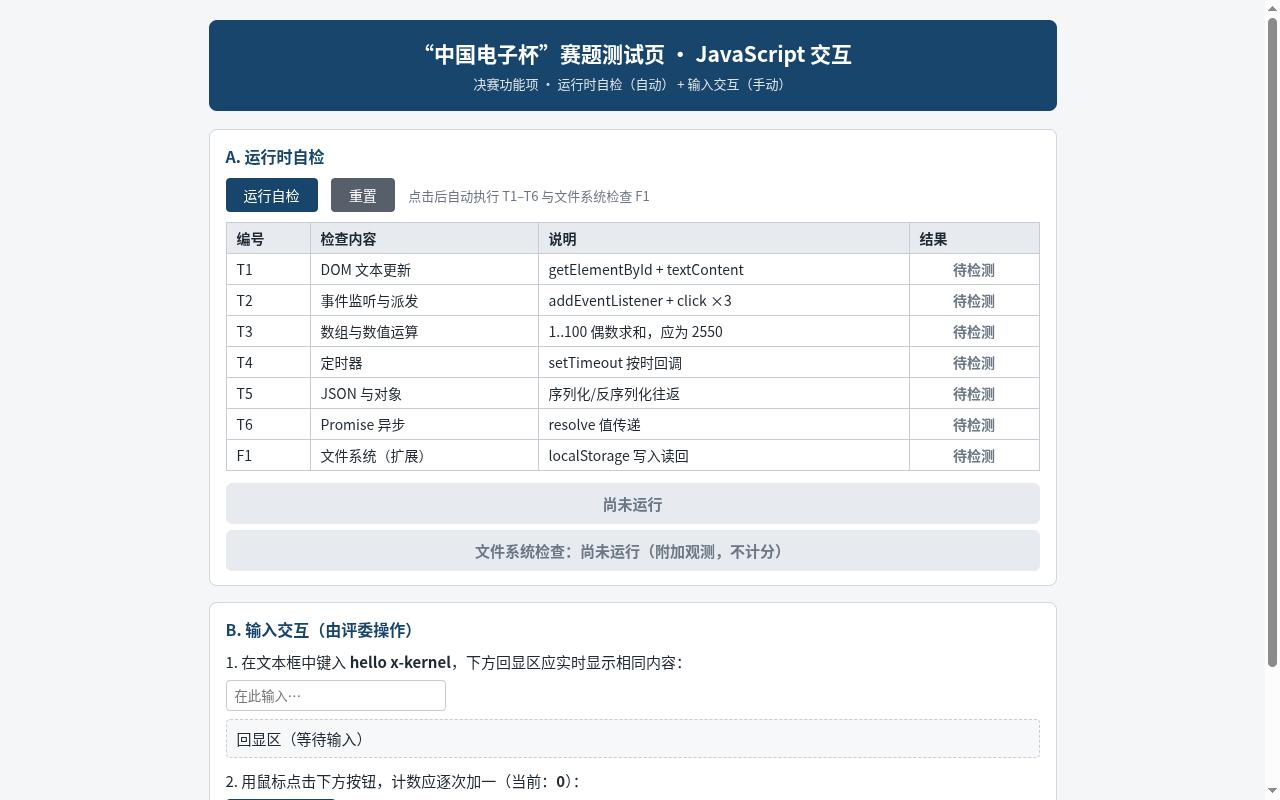 “中国电子杯”赛题测试页 · JavaScript 交互
决赛功能项 · 运行时自检（自动）+ 输入交互（手动）
A. 运行时自检
运行自检 重置 点击后自动执行 T1–T6 与文件系统检查 F1
编号 检查内容 说明 结果
T1 DOM 文本更新 getElementById + textContent 待检测
T2 事件监听与派发 addEventListener + click ×3 待检测
T3 数组与数值运算 1..100 偶数求和，应为 2550 待检测
T4 定时器 setTimeout 按时回调 待检测
T5 JSON 与对象 序列化/反序列化往返 待检测
T6 Promise 异步 resolve 值传递 待检测
F1 文件系统（扩展） localStorage 写入读回 待检测
尚未运行
文件系统检查：尚未运行（附加观测，不计分）
B. 输入交互（由评委操作）
1. 在文本框中键入 hello x-kernel，下方回显区应实时显示相同内容：
在此输入…
回显区（等待输入）
2. 用鼠标点击下方按钮，计数应逐次加一（当前：0）：